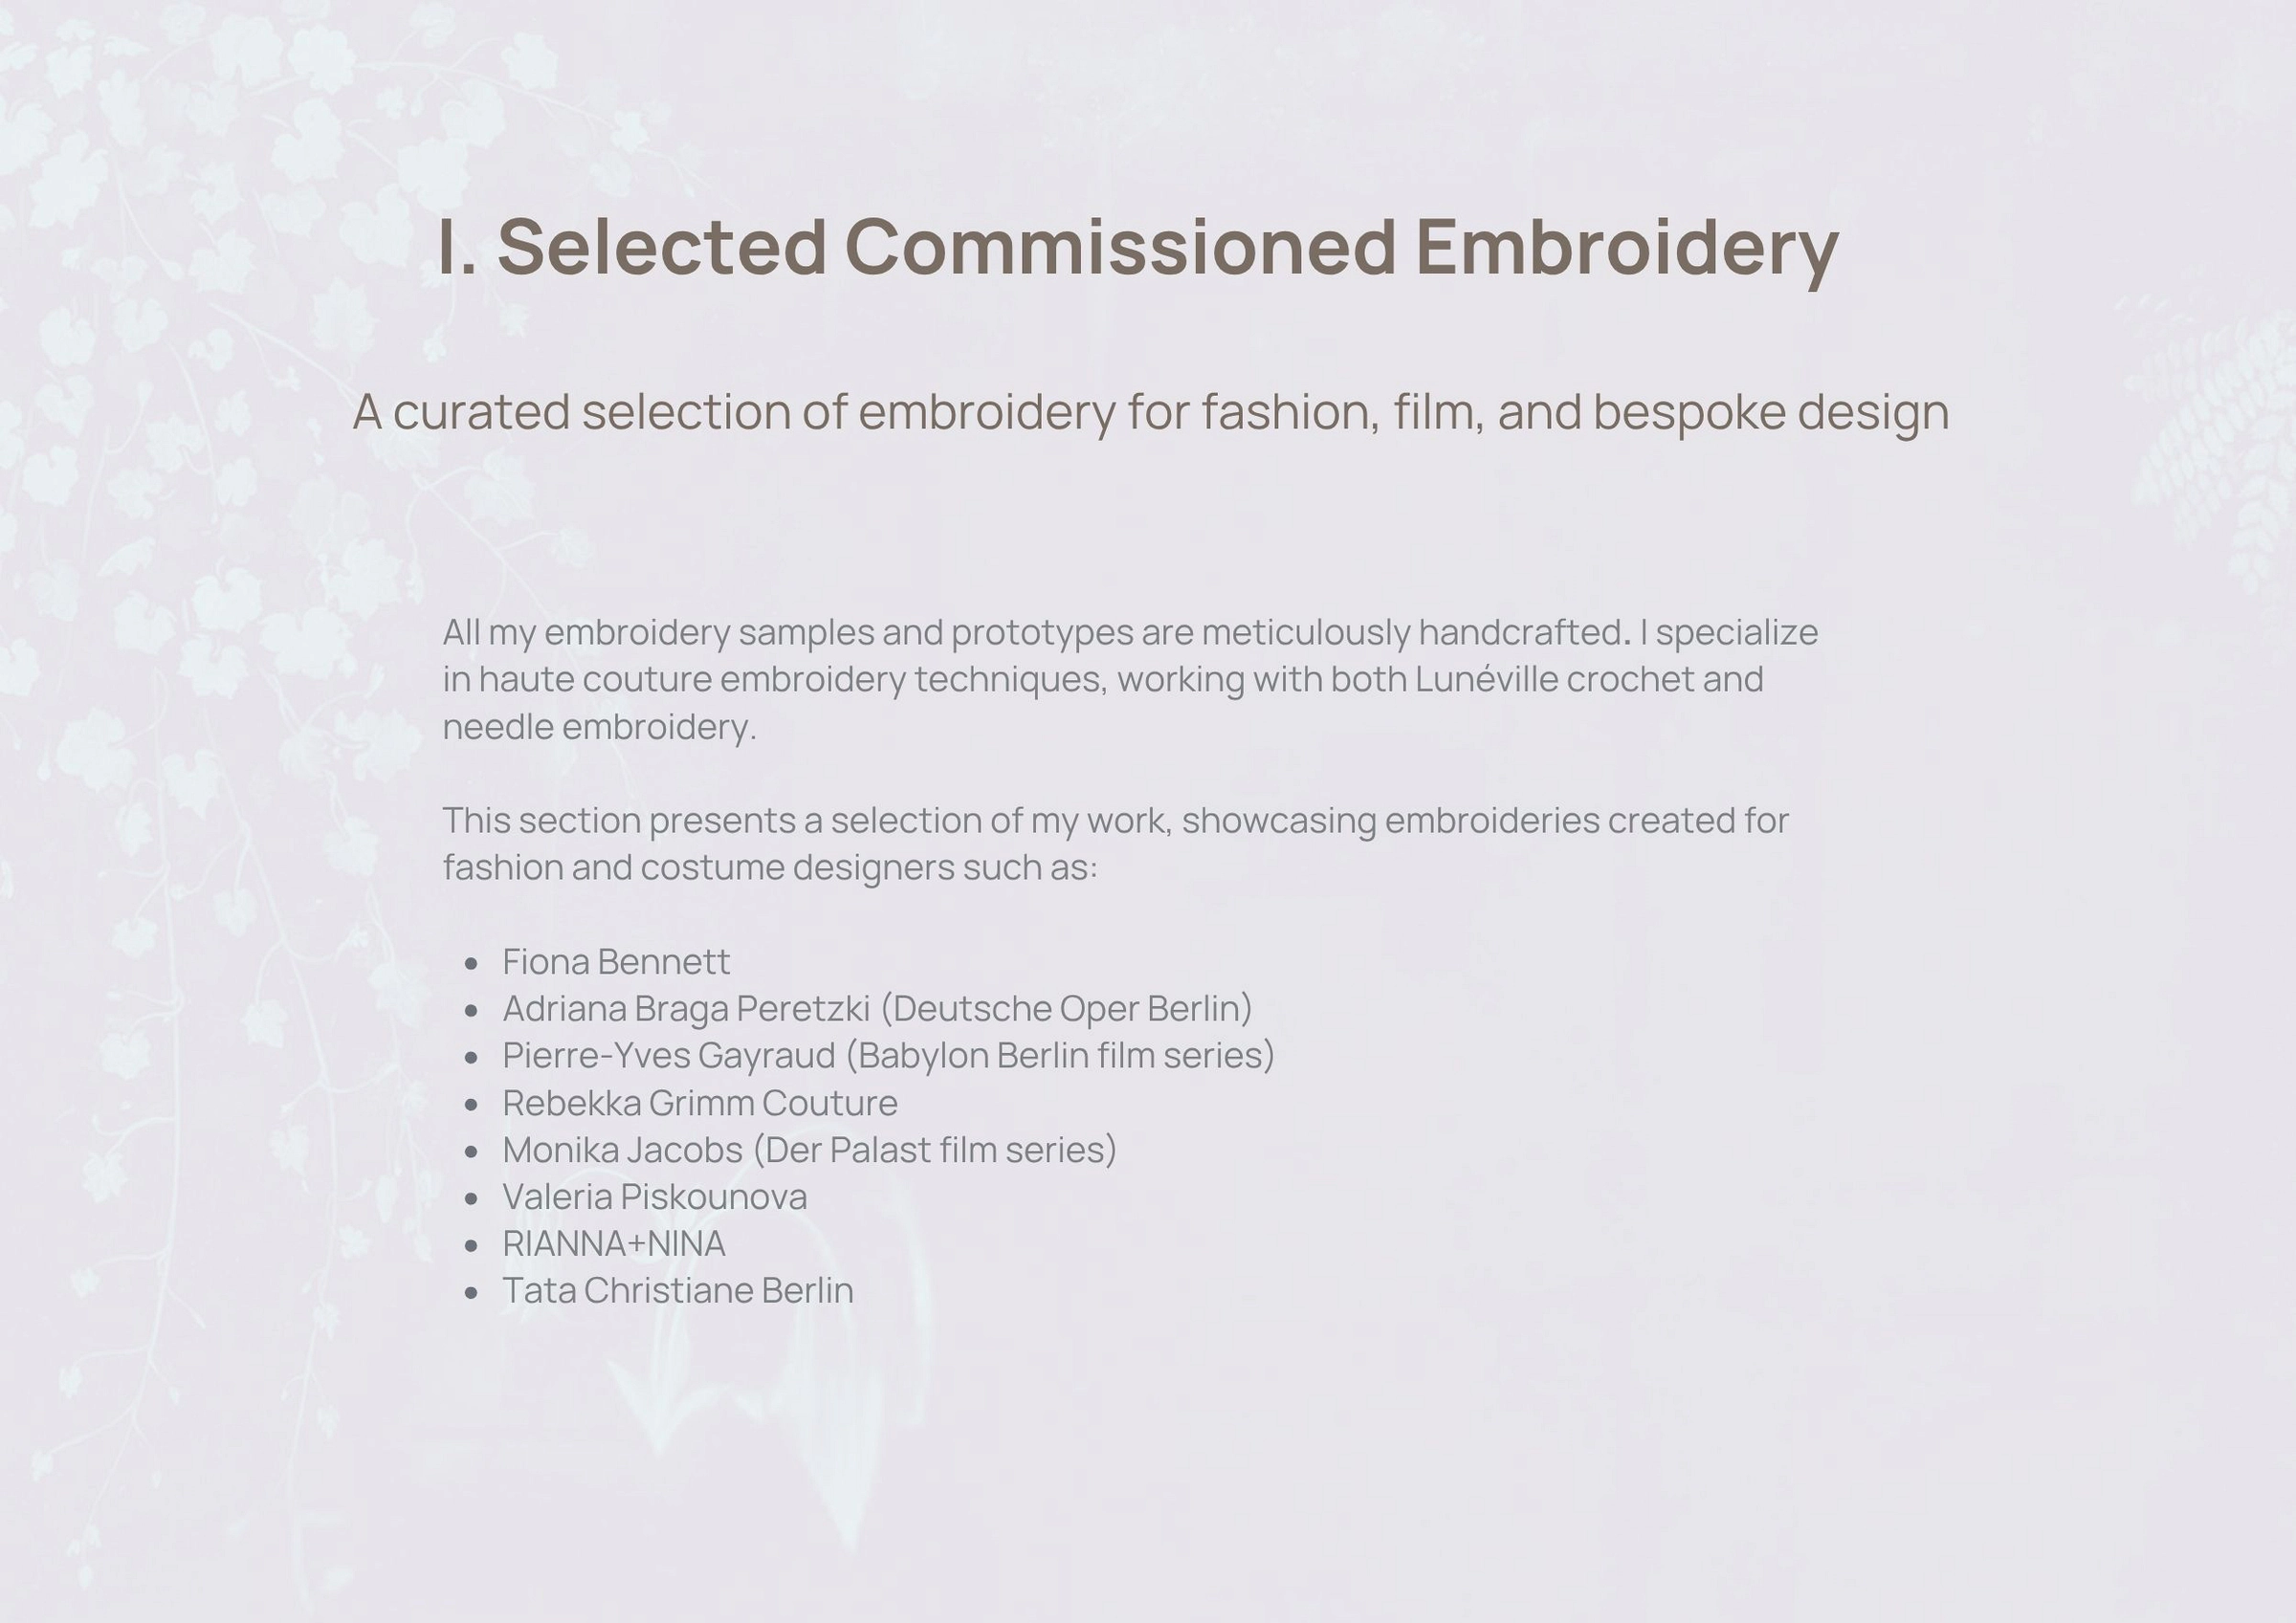 I. Selected Commissioned Embroidery
A curated selection of embroidery for fashion, film, and bespoke design
All my embroidery samples and prototypes are meticulously handcrafted. I specialize
in haute couture embroidery techniques, working with both Lunéville crochet and
needle embroidery.
This section presents a selection of my work, showcasing embroideries created for
fashion and costume designers such as:
• Fiona Bennett
• Adriana Braga Peretzki (Deutsche Oper Berlin)
• Pierre-Yves Gayraud (Babylon Berlin film series)
• Rebekka Grimm Couture
• Monika Jacobs (Der Palast film series)
• Valeria Piskounova
• RIANNA+NINA
• Tata Christiane Berlin